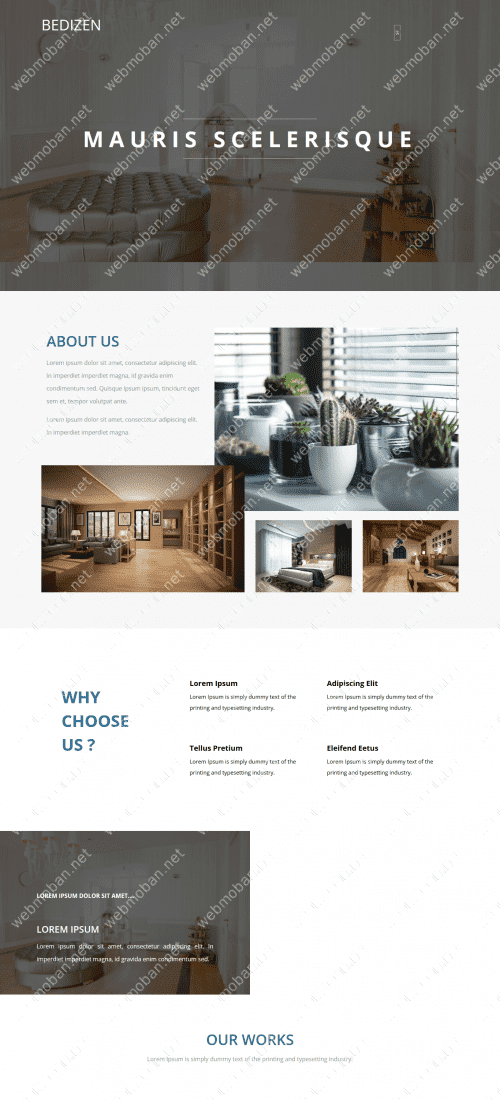 BEDIZEN
MAURIS SCELERISQUE
ABOUT US
Lorem ipsum dolor sit amet, consectetur adipiscing elit.
In imperdiet imperdiet magna, id gravida enim
condimentum sed. Quisque ipsum ipsum, tincidunt eget
sem et, tempor volutpat ante.
Lorem ipsum dolor sit amet, consectetur adipiscing elit.
In imperdiet imperdiet magna.
WHY
CHOOSE
US ?
Lorem Ipsum
Lorem Ipsum is simply dummy text of the
printing and typesetting industry.
Adipiscing Elit
Lorem Ipsum is simply dummy text of the
printing and typesetting industry.
Tellus Pretium
Lorem Ipsum is simply dummy text of the
printing and typesetting industry.
Eleifend Eetus
Lorem Ipsum is simply dummy text of the
printing and typesetting industry.
LOREM IPSUM DOLOR SIT AMET....
LOREM IPSUM
Lorem ipsum dolor sit amet, consectetur adipiscing elit. In
imperdiet imperdiet magna, id gravida enim condimentum sed.
OUR WORKS
Lorem Ipsum is simply dummy text of the printing and typesetting industry.
webmoban.net